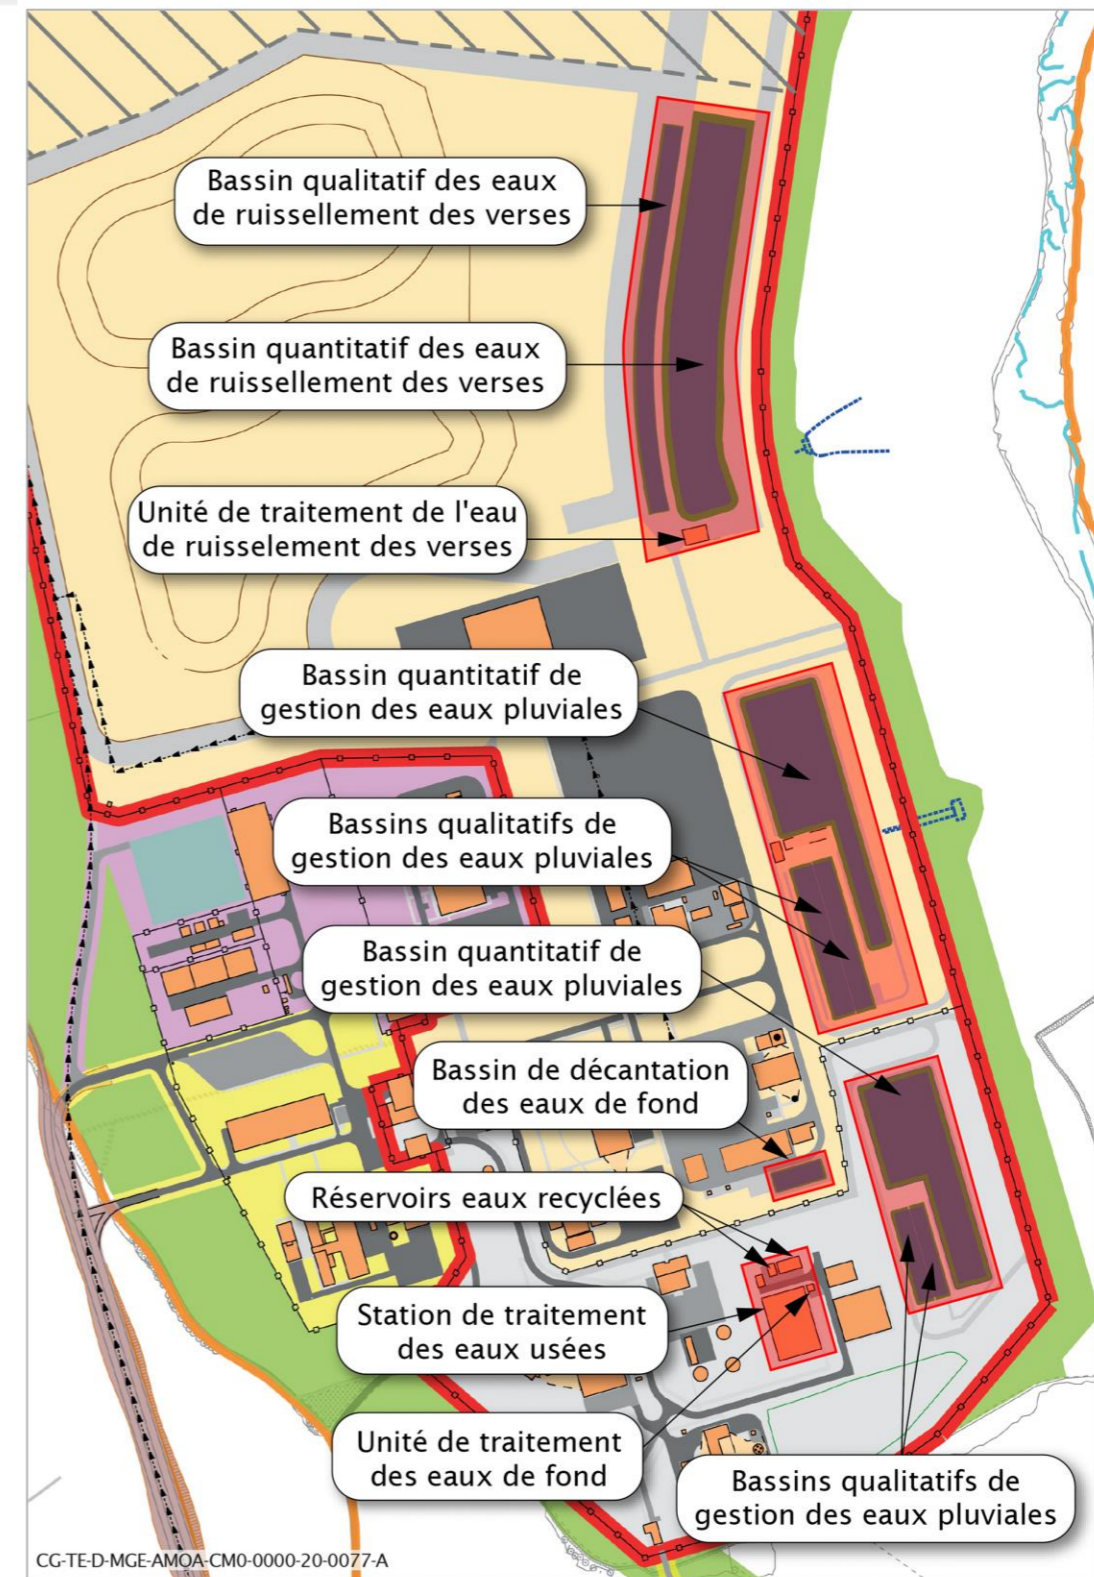 Bassin qualitatif des eaux
de ruissellement des verses
Bassin quantitatif des eaux
de ruissellement des verses
Unité de traitement de l'eau
de ruisselement des verses
Bassin quantitatif de
gestion des eaux pluviales
Bassins qualitatifs de
gestion des eaux pluviales
Bassin quantitatif de
gestion des eaux pluviales
Bassin de décantation
des eaux de fond
Réservoirs eaux recyclées
Station de traitement
des eaux usées
Unité de traitement
des eaux de fond
Bassins qualitatifs de
gestion des eaux pluviales
CG-TE-D-MGE-AMOA-CM0-0000-20-0077-A